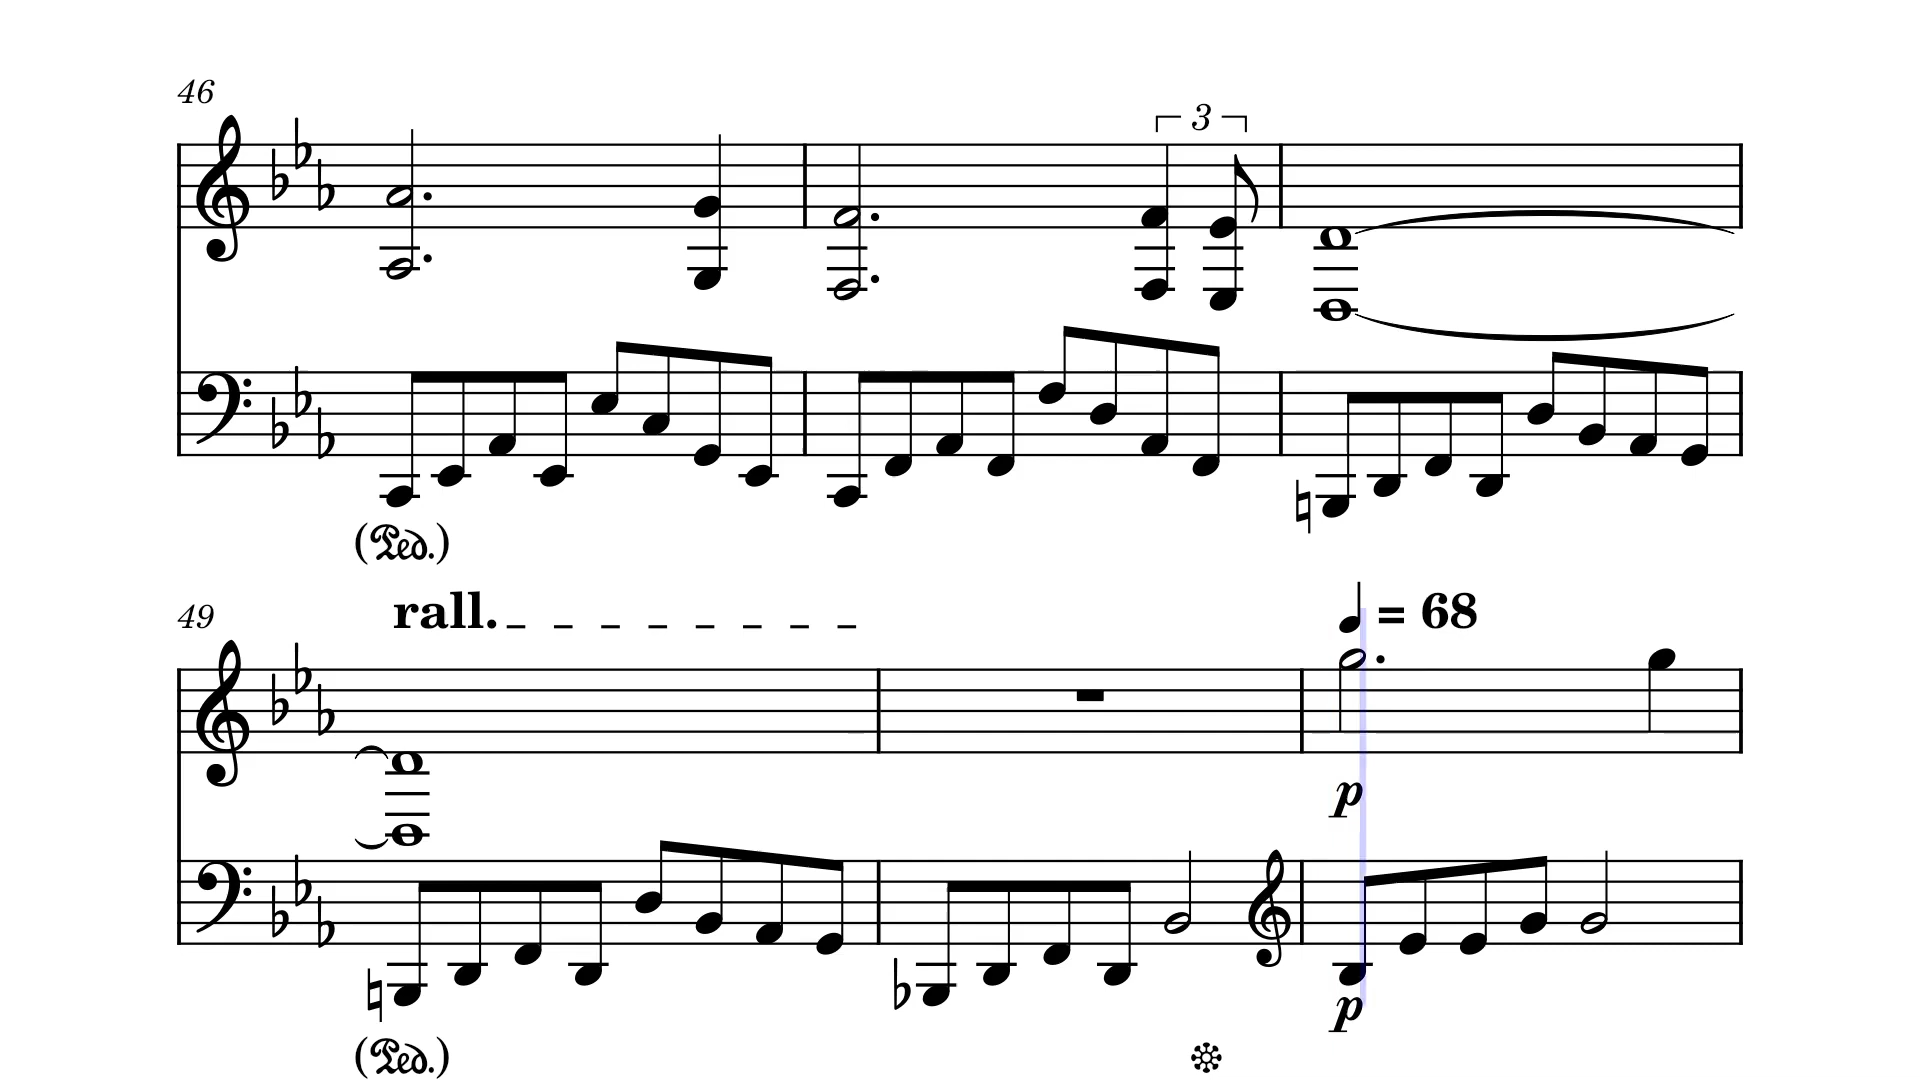 46
3
(Ped.)
49
rall.
= 68
p
p
(Ped.)